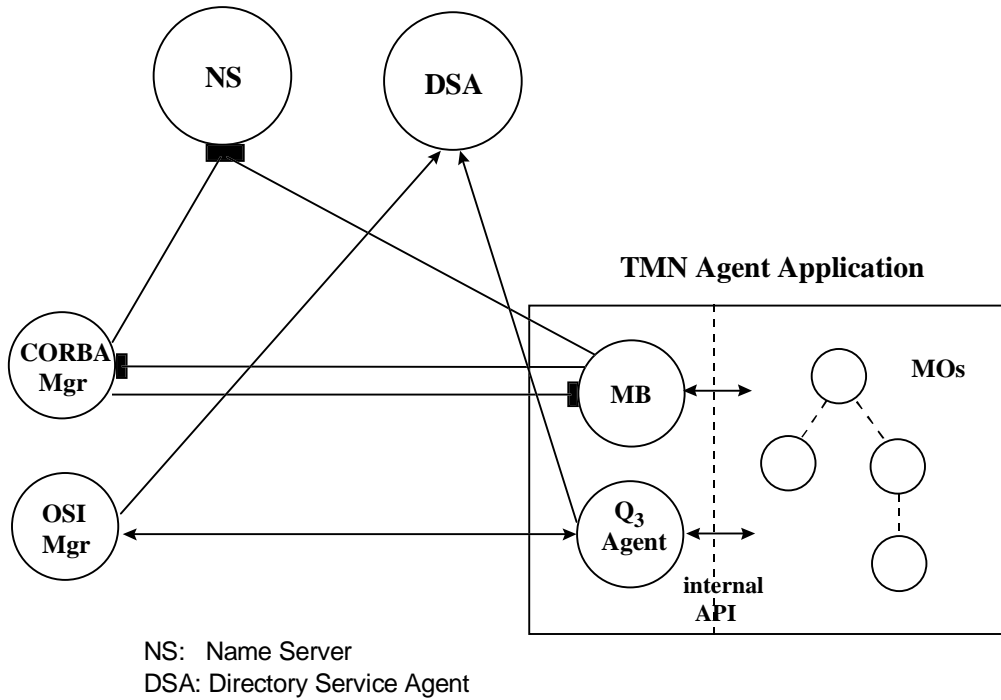 NS
DSA
TMN Agent Application
CORBA
Mgr
MB
MOs
OSI
Mgr
Q3
Agent
internal
API
NS: Name Server
DSA: Directory Service Agent